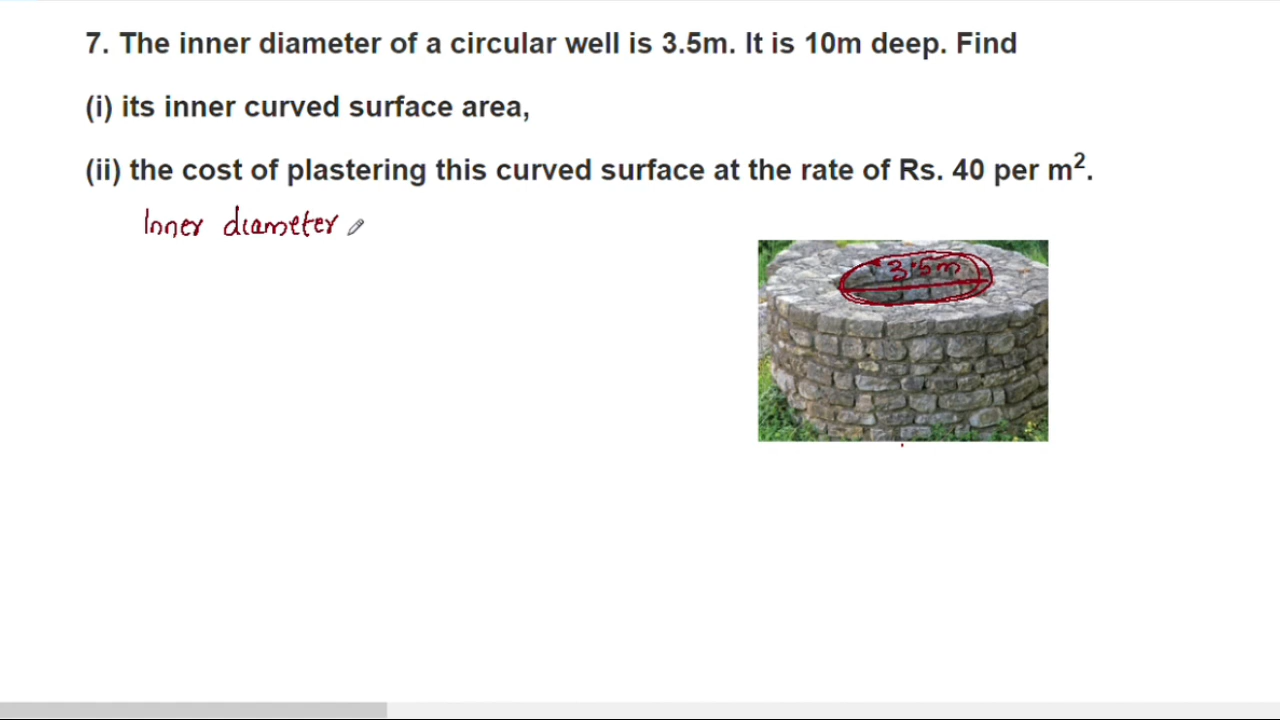 7. The inner diameter of a circular well is 3.5m. It is 10m deep. Find
(i) its inner curved surface area,
(ii) the cost of plastering this curved surface at the rate of Rs. 40 per m².
Inner diameter
3.5m